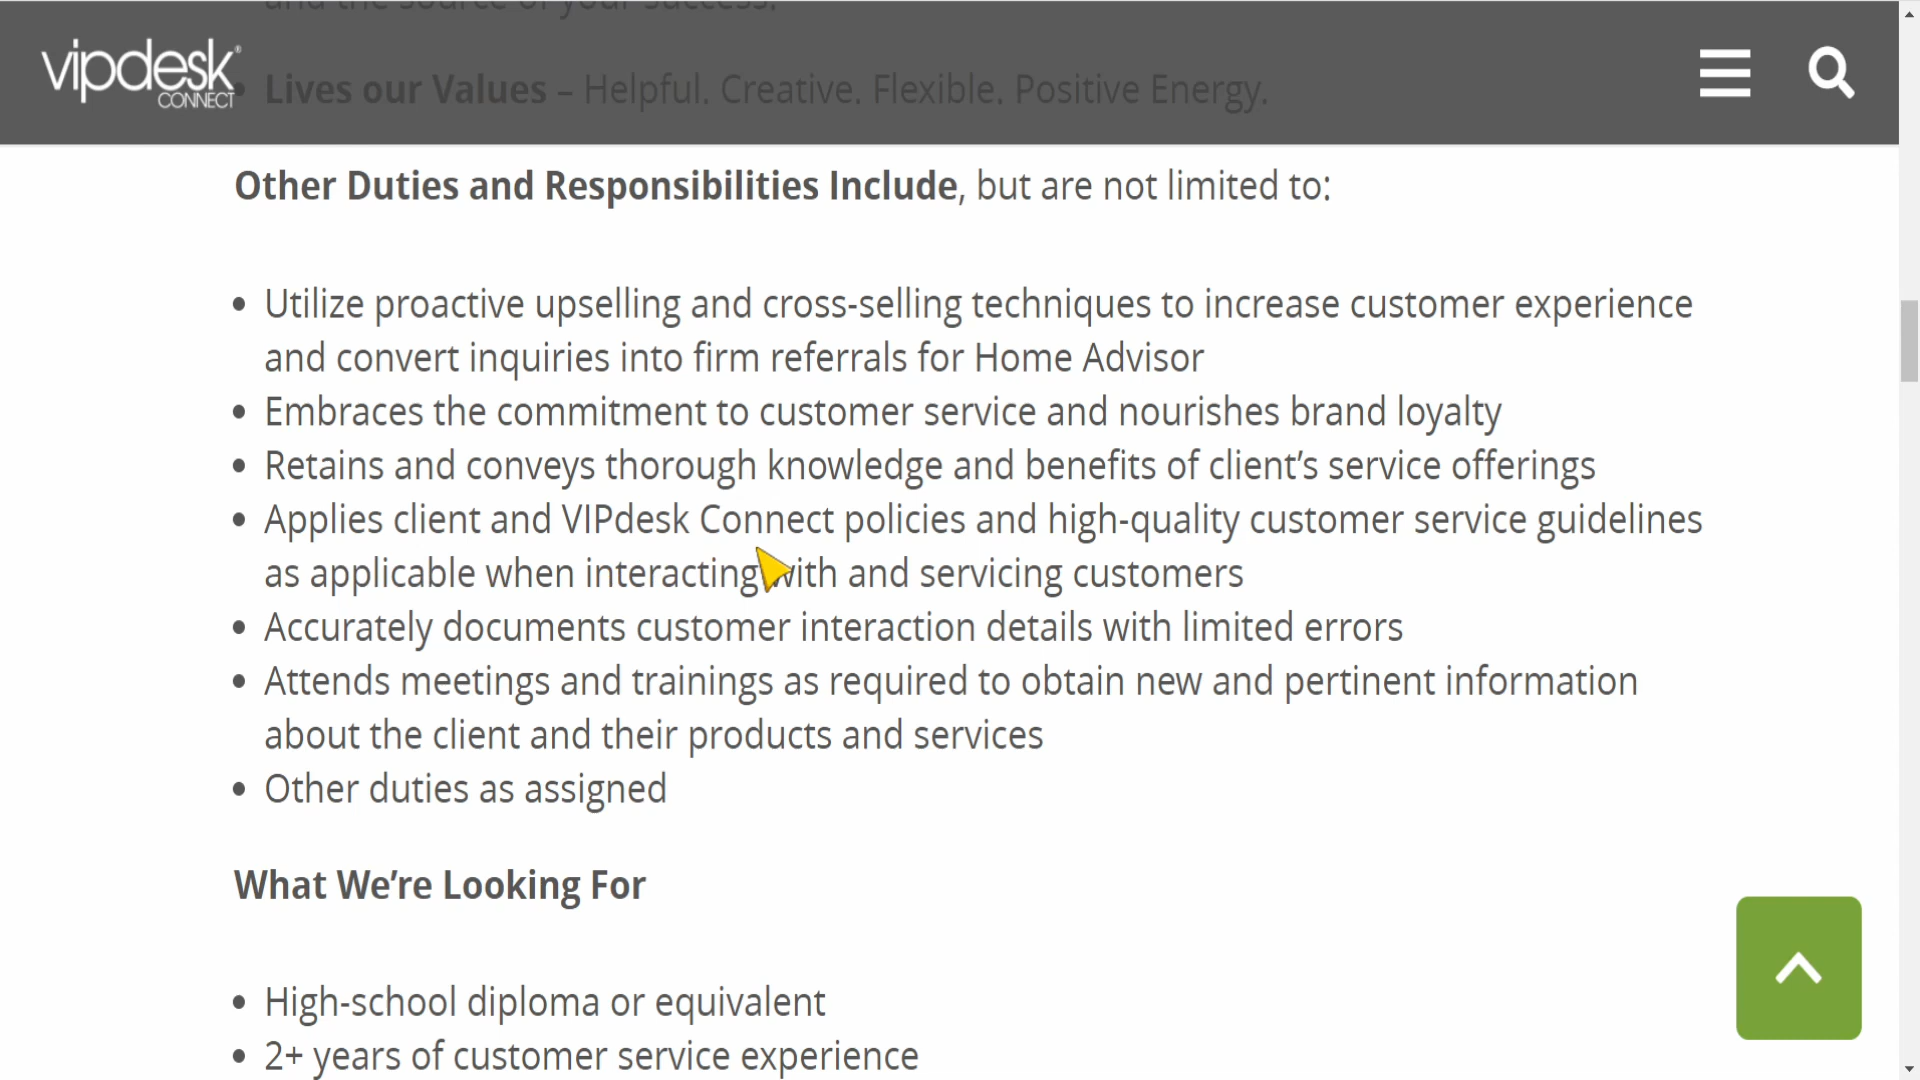 and the source of your success.
vipdesk
CONNECT
Lives our Values – Helpful. Creative. Flexible. Positive Energy.
Other Duties and Responsibilities Include, but are not limited to:
• Utilize proactive upselling and cross-selling techniques to increase customer experience
and convert inquiries into firm referrals for Home Advisor
• Embraces the commitment to customer service and nourishes brand loyalty
• Retains and conveys thorough knowledge and benefits of client’s service offerings
• Applies client and VIPdesk Connect policies and high-quality customer service guidelines
as applicable when interacting with and servicing customers
• Accurately documents customer interaction details with limited errors
• Attends meetings and trainings as required to obtain new and pertinent information
about the client and their products and services
• Other duties as assigned
What We’re Looking For
• High-school diploma or equivalent
• 2+ years of customer service experience